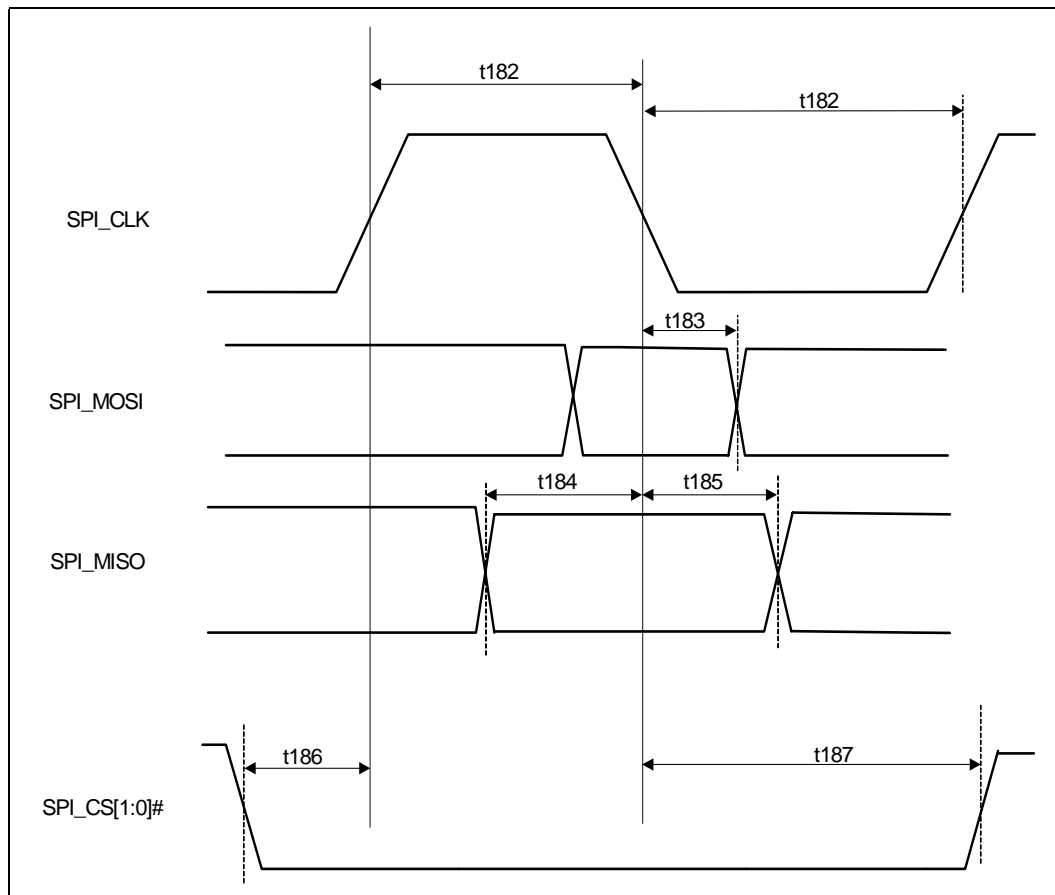 t182
t182
SPI_CLK
t183
SPI_MOSI
t184
t185
SPI_MISO
t186
t187
SPI_CS[1:0]#